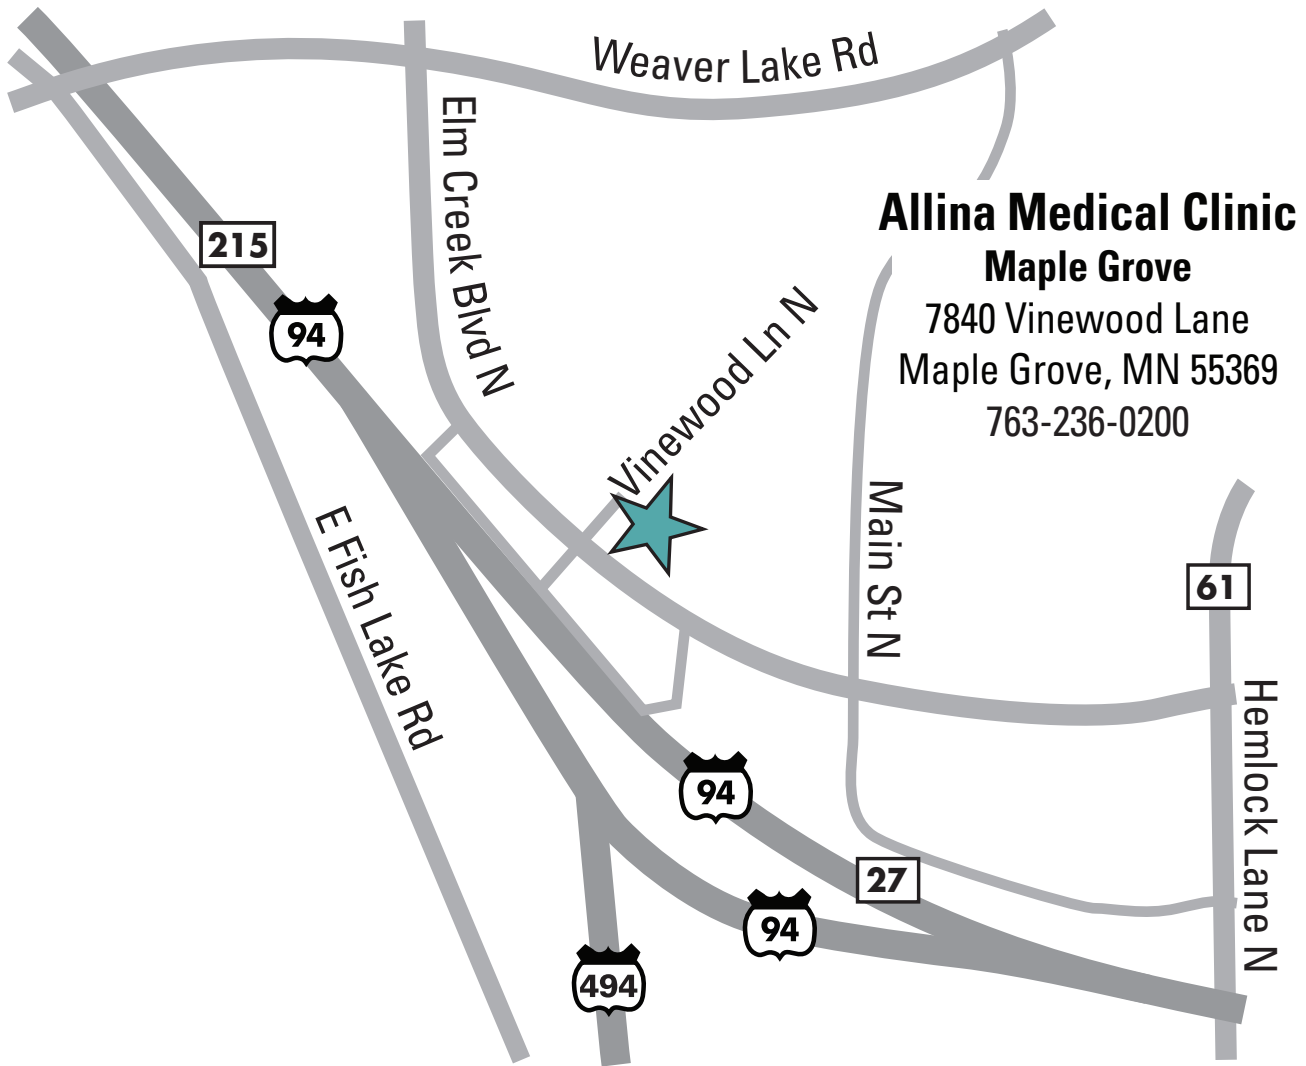 Weaver Lake Rd
Elm Creek Blvd N
Allina Medical Clinic
Maple Grove
7840 Vinewood Lane
Maple Grove, MN 55369
763-236-0200
215
94
Vinewood Ln N
E Fish Lake Rd
Main St N
61
Hemlock Lane N
94
27
94
494